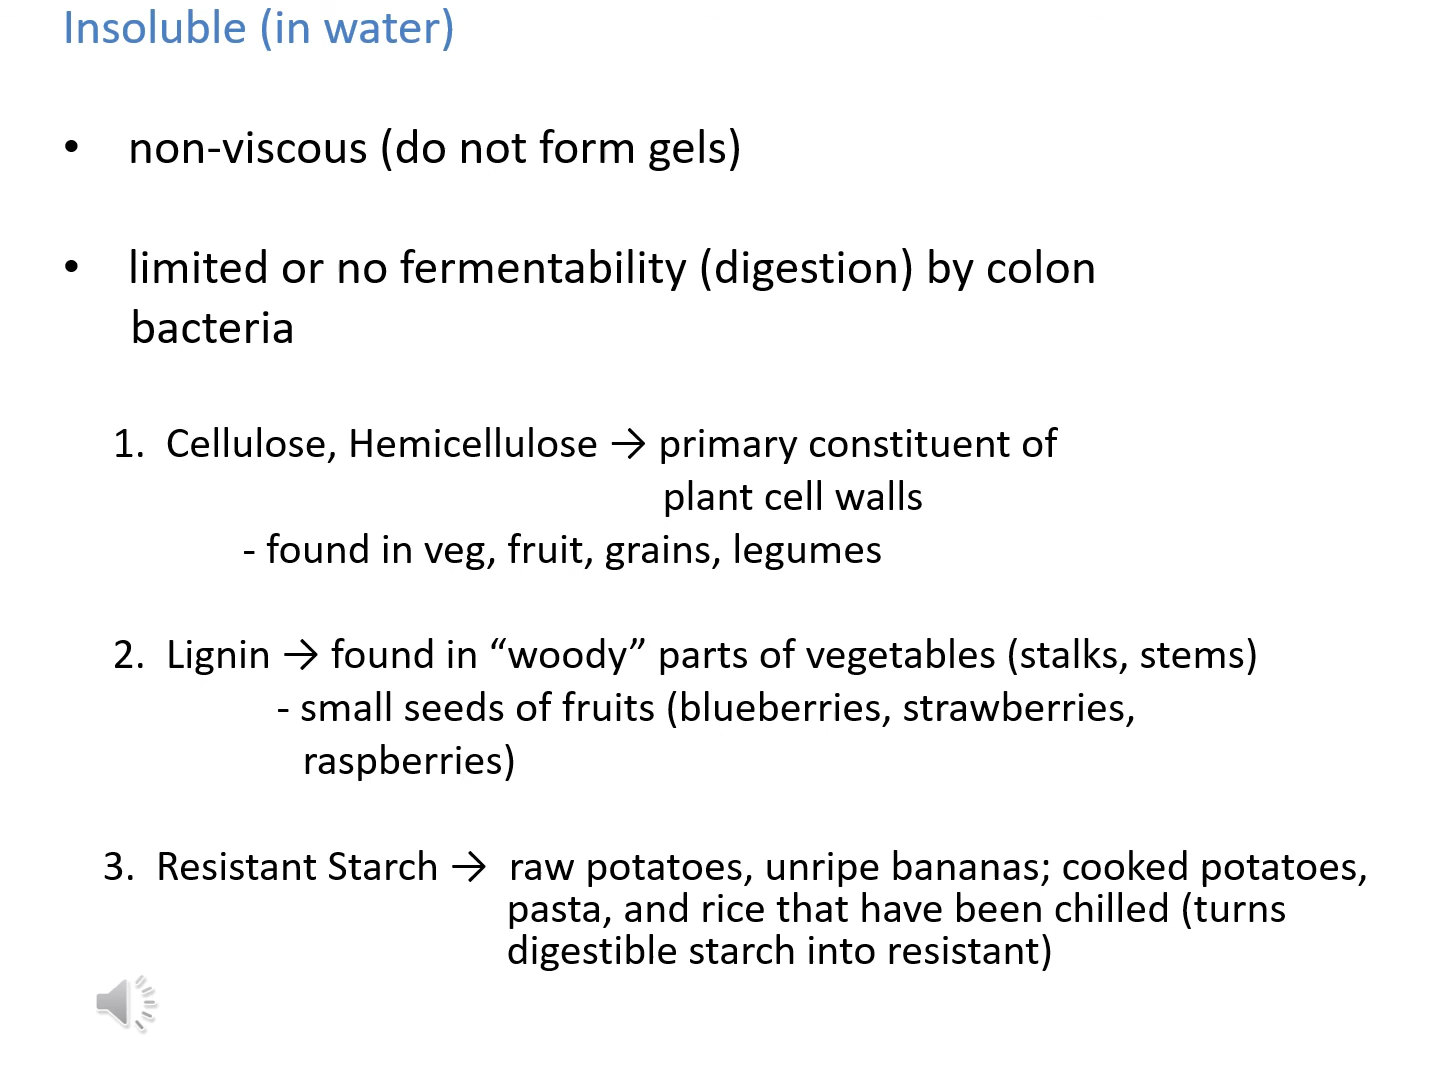 Insoluble (in water)
• non-viscous (do not form gels)
• limited or no fermentability (digestion) by colon
bacteria
1. Cellulose, Hemicellulose → primary constituent of
plant cell walls
- found in veg, fruit, grains, legumes
2. Lignin → found in “woody” parts of vegetables (stalks, stems)
- small seeds of fruits (blueberries, strawberries,
raspberries)
3. Resistant Starch → raw potatoes, unripe bananas; cooked potatoes,
pasta, and rice that have been chilled (turns
digestible starch into resistant)